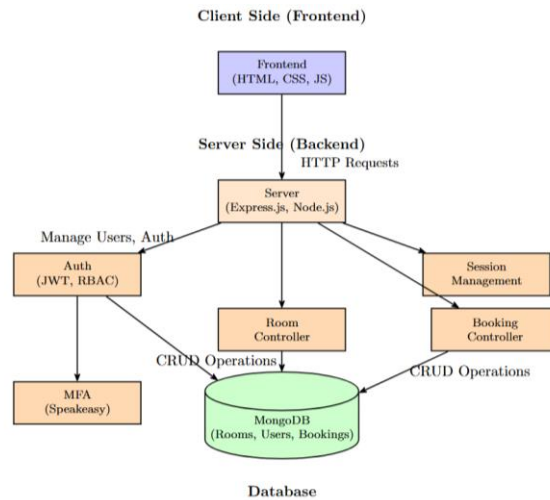 Client Side (Frontend)
Frontend
(HTML, CSS, JS)
Server Side (Backend)
HTTP Requests
Server
(Express.js, Node.js)
Manage Users, Auth
Auth
(JWT, RBAC)
Session
Management
Room
Controller
Booking
Controller
CRUD Operations
CRUD Operations
MFA
(Speakeasy)
MongoDB
(Rooms, Users, Bookings)
Database